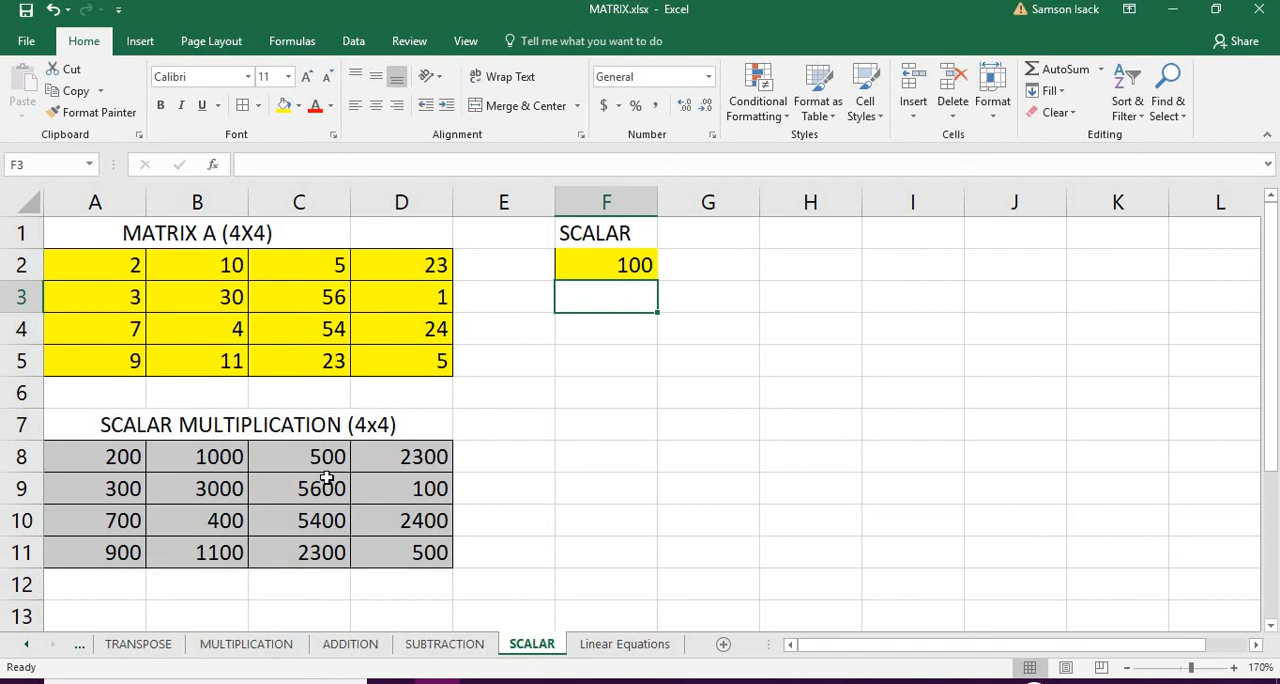 MATRIX.xlsx - Excel
Samson Isack
File Home Insert Page Layout Formulas Data Review View Tell me what you want to do
Share
Paste
Cut
Copy
Format Painter
Clipboard
Calibri 11
B I U
Font
Wrap Text
Merge & Center
Alignment
General
$ % ,
Number
Conditional Formatting
Format as Table
Cell Styles
Styles
Insert
Delete
Format
Cells
AutoSum
Fill
Clear
Sort & Filter
Find & Select
Editing
F3
fx
A B C D E F G H I J K L
1 MATRIX A (4X4) SCALAR
2 2 10 5 23 100
3 3 30 56 1
4 7 4 54 24
5 9 11 23 5
6
7 SCALAR MULTIPLICATION (4x4)
8 200 1000 500 2300
9 300 3000 5600 100
10 700 400 5400 2400
11 900 1100 2300 500
12
13
... TRANSPOSE MULTIPLICATION ADDITION SUBTRACTION SCALAR Linear Equations
Ready
170%